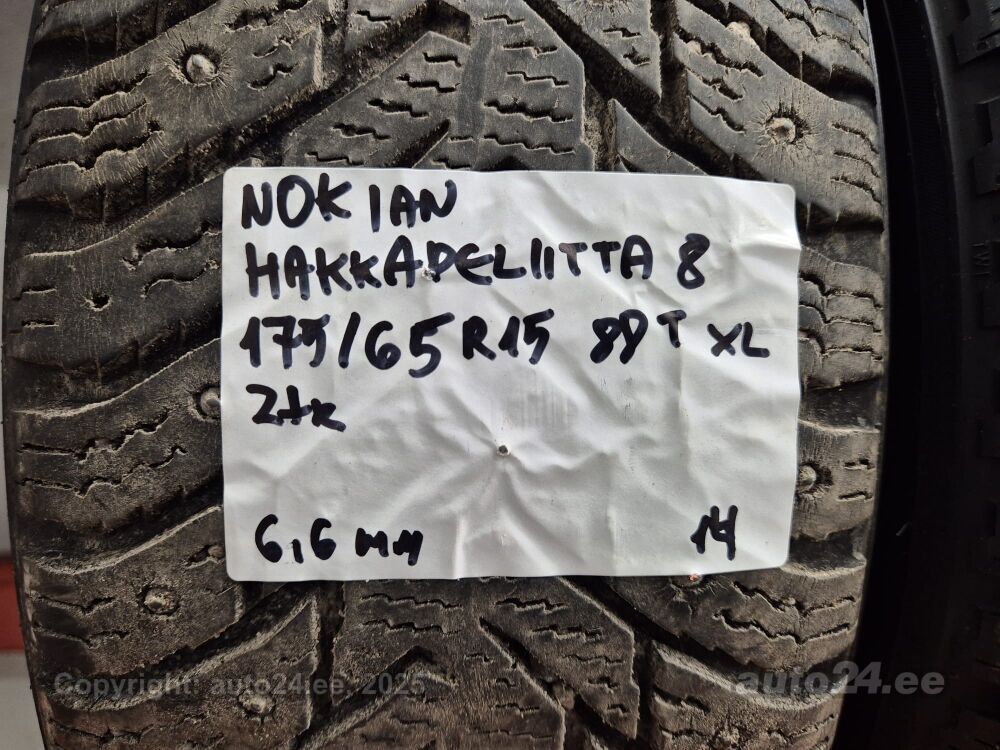 NOKIAN
HAKKAPELIITTA 8
175/65 R15 88T XL
2tk
6,6 mm 14
Copyright: auto24.ee, 2025
auto24.ee